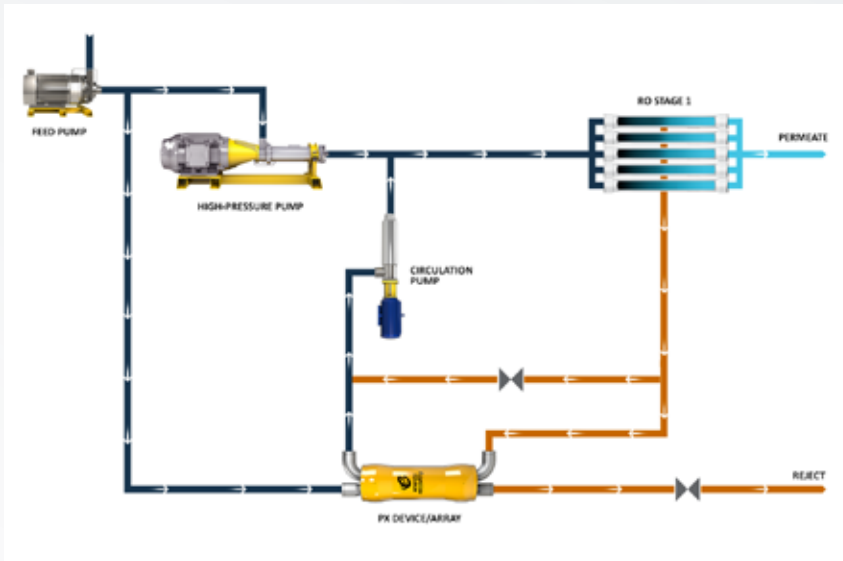 FEED PUMP
RO STAGE 1
PERMEATE
HIGH-PRESSURE PUMP
CIRCULATION
PUMP
REJECT
PX DEVICE/ARRAY